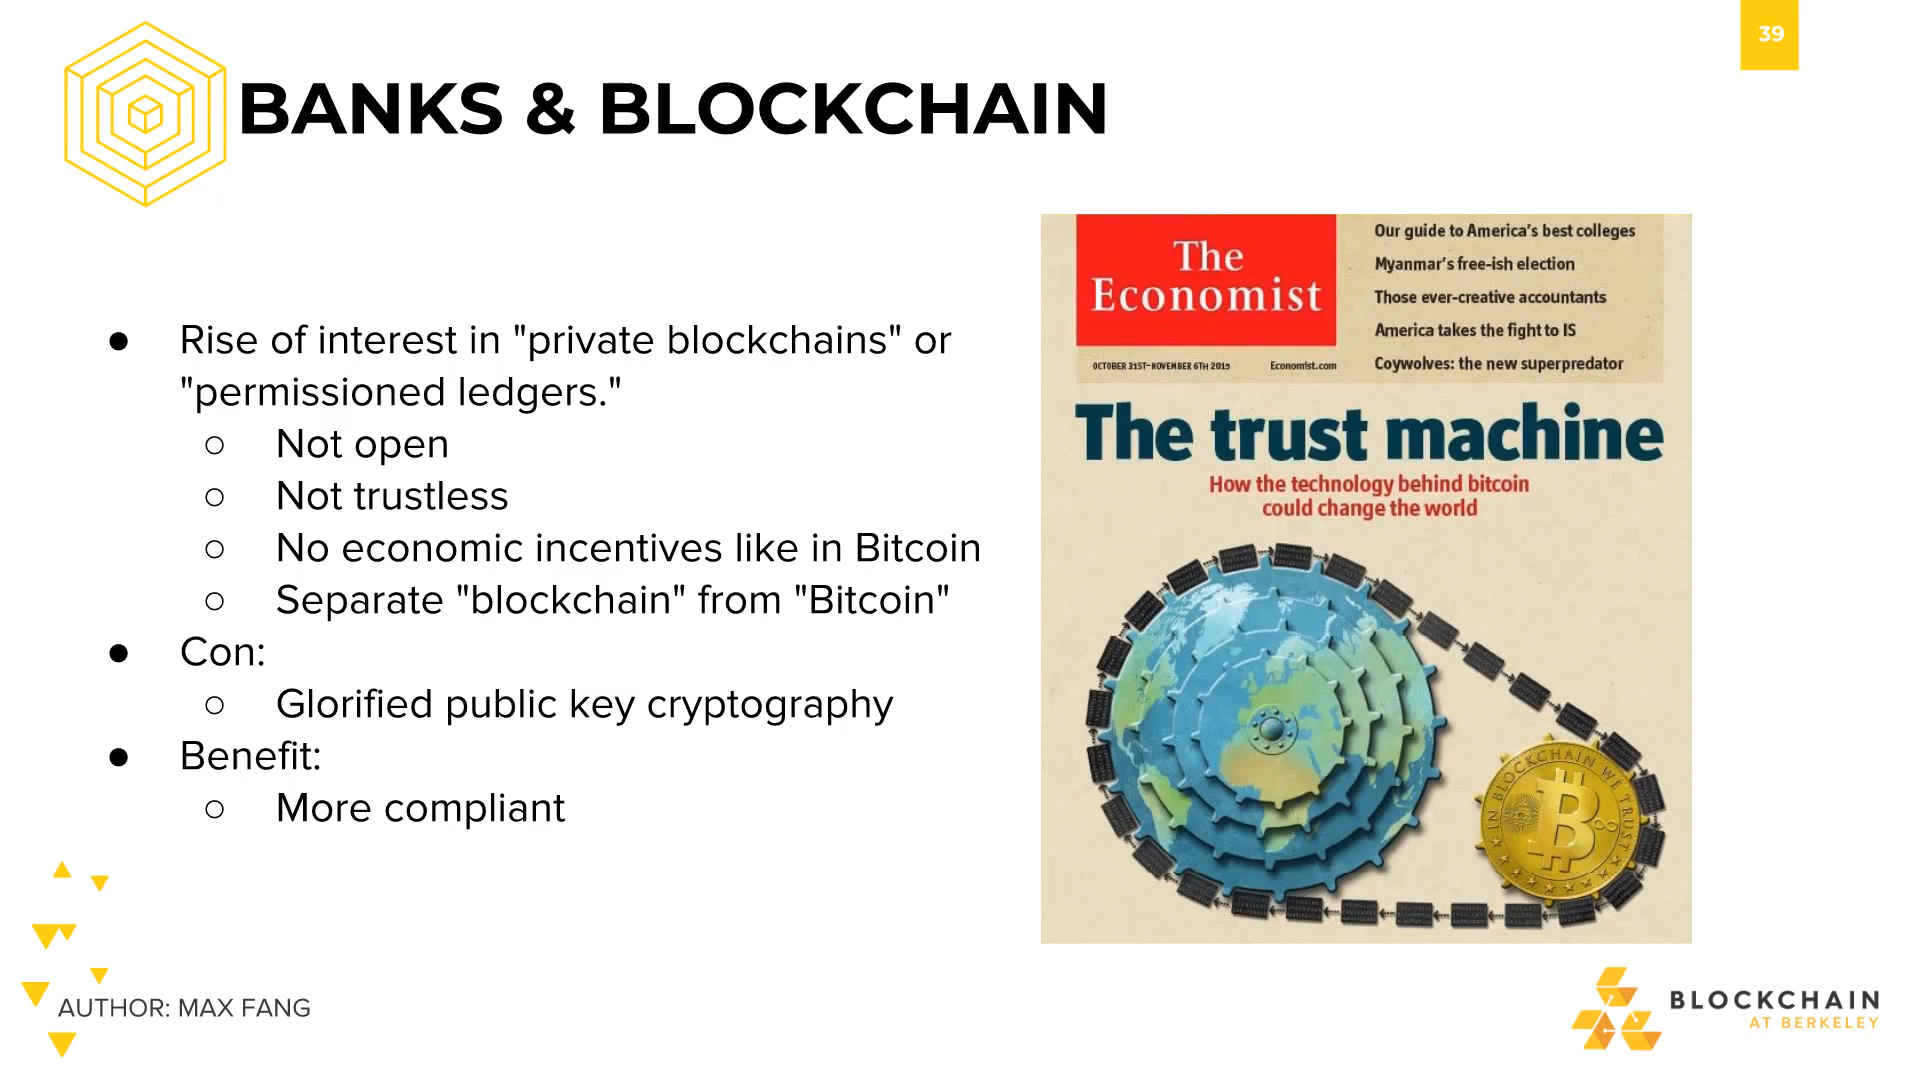 39
BANKS & BLOCKCHAIN
● Rise of interest in "private blockchains" or
"permissioned ledgers."
○ Not open
○ Not trustless
○ No economic incentives like in Bitcoin
○ Separate "blockchain" from "Bitcoin"
● Con:
○ Glorified public key cryptography
● Benefit:
○ More compliant
The
Economist
OCTOBER 31ST–NOVEMBER 6TH 2015
Economist.com
Our guide to America's best colleges
Myanmar's free-ish election
Those ever-creative accountants
America takes the fight to IS
Coywolves: the new superpredator
The trust machine
How the technology behind bitcoin
could change the world
IN BLOCKCHAIN WE TRUST
AUTHOR: MAX FANG
BLOCKCHAIN
AT BERKELEY